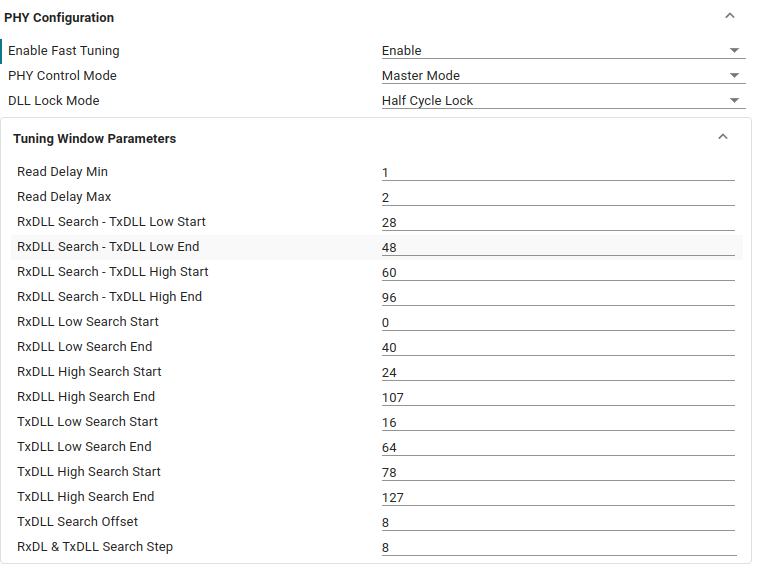 PHY Configuration
Enable Fast Tuning Enable
PHY Control Mode Master Mode
DLL Lock Mode Half Cycle Lock
Tuning Window Parameters
Read Delay Min 1
Read Delay Max 2
RxDLL Search - TxDLL Low Start 28
RxDLL Search - TxDLL Low End 48
RxDLL Search - TxDLL High Start 60
RxDLL Search - TxDLL High End 96
RxDLL Low Search Start 0
RxDLL Low Search End 40
RxDLL High Search Start 24
RxDLL High Search End 107
TxDLL Low Search Start 16
TxDLL Low Search End 64
TxDLL High Search Start 78
TxDLL High Search End 127
TxDLL Search Offset 8
RxDL & TxDLL Search Step 8